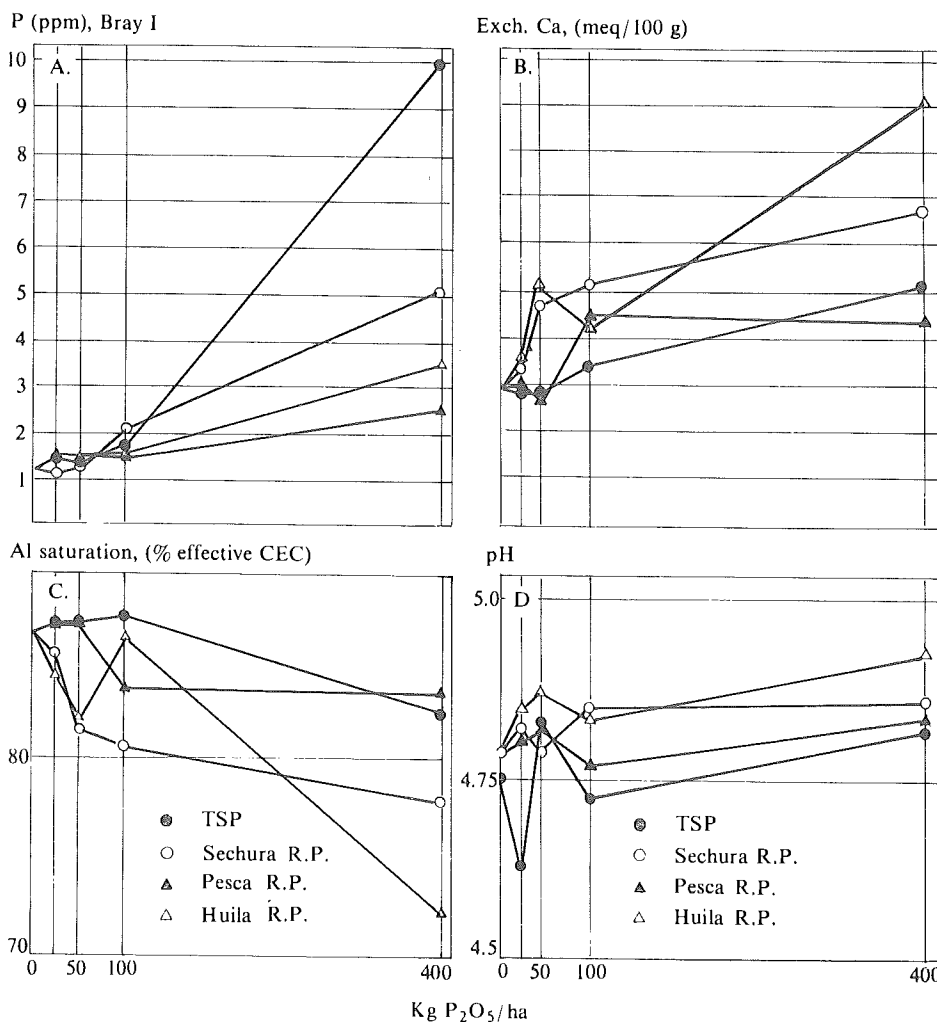 P (ppm), Bray I
Exch. Ca, (meq/100 g)
10
9
8
7
6
5
4
3
2
1
A.
B.
Al saturation, (% effective CEC)
pH
C.
D
80
70
5.0
4.75
4.5
TSP
Sechura R.P.
Pesca R.P.
Huila R.P.
TSP
Sechura R.P.
Pesca R.P.
Huila R.P.
0 50 100 400
0 50 100 400
Kg P₂O₅/ha